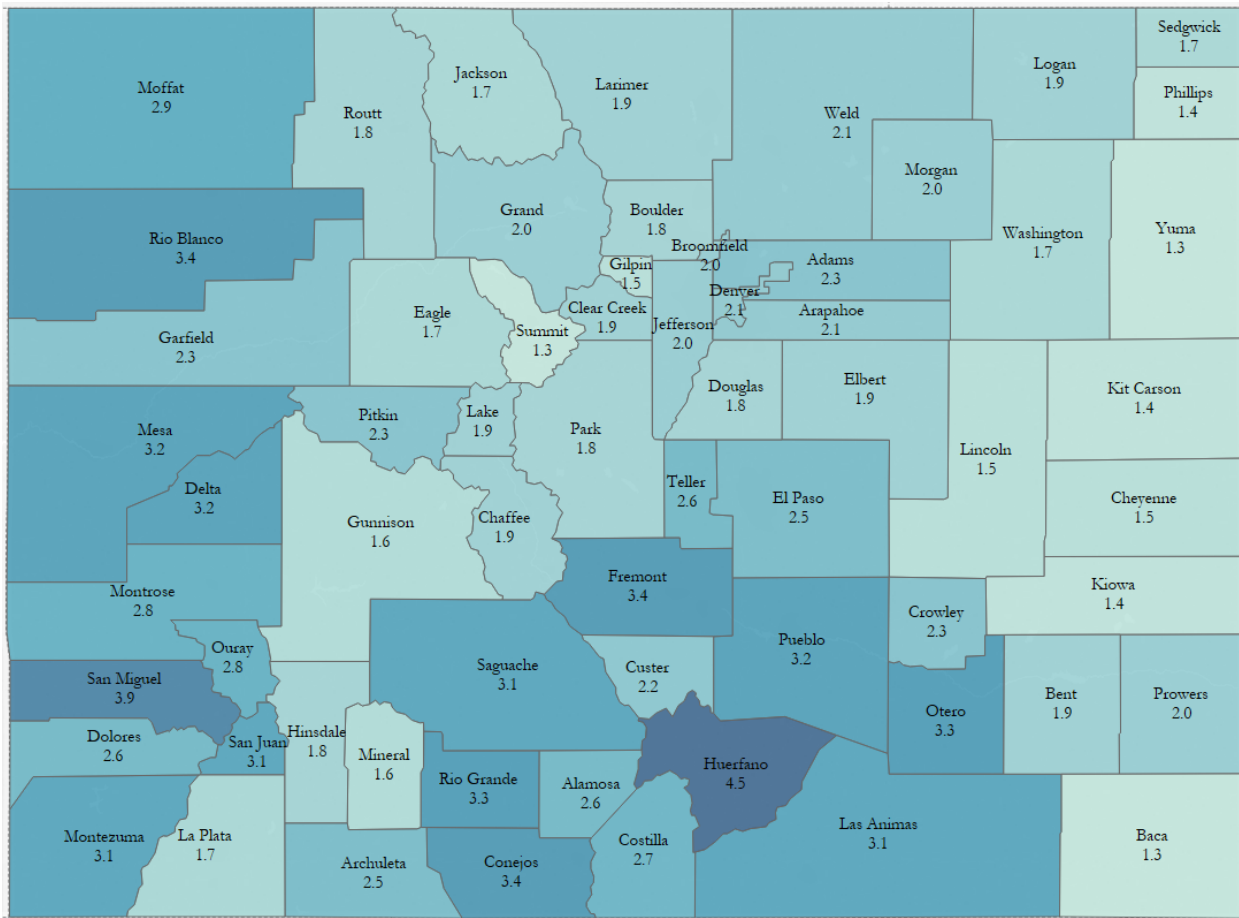 Sedgwick
1.7
Moffat
2.9
Jackson
1.7
Larimer
1.9
Logan
1.9
Phillips
1.4
Routt
1.8
Weld
2.1
Morgan
2.0
Grand
2.0
Boulder
1.8
Washington
1.7
Yuma
1.3
Rio Blanco
3.4
Broomfield
2.0
Adams
2.3
Gilpin
1.5
Denver
2.1
Eagle
1.7
Clear Creek
1.9
Arapahoe
2.1
Summit
1.3
Jefferson
2.0
Garfield
2.3
Douglas
1.8
Elbert
1.9
Kit Carson
1.4
Pitkin
2.3
Lake
1.9
Mesa
3.2
Park
1.8
Lincoln
1.5
Teller
2.6
El Paso
2.5
Delta
3.2
Cheyenne
1.5
Gunnison
1.6
Chaffee
1.9
Fremont
3.4
Kiowa
1.4
Montrose
2.8
Crowley
2.3
Pueblo
3.2
Ouray
2.8
Saguache
3.1
Custer
2.2
San Miguel
3.9
Bent
1.9
Prowers
2.0
Otero
3.3
Hinsdale
1.8
Dolores
2.6
San Juan
3.1
Mineral
1.6
Huerfano
4.5
Rio Grande
3.3
Alamosa
2.6
Las Animas
3.1
Montezuma
3.1
La Plata
1.7
Baca
1.3
Costilla
2.7
Archuleta
2.5
Conejos
3.4